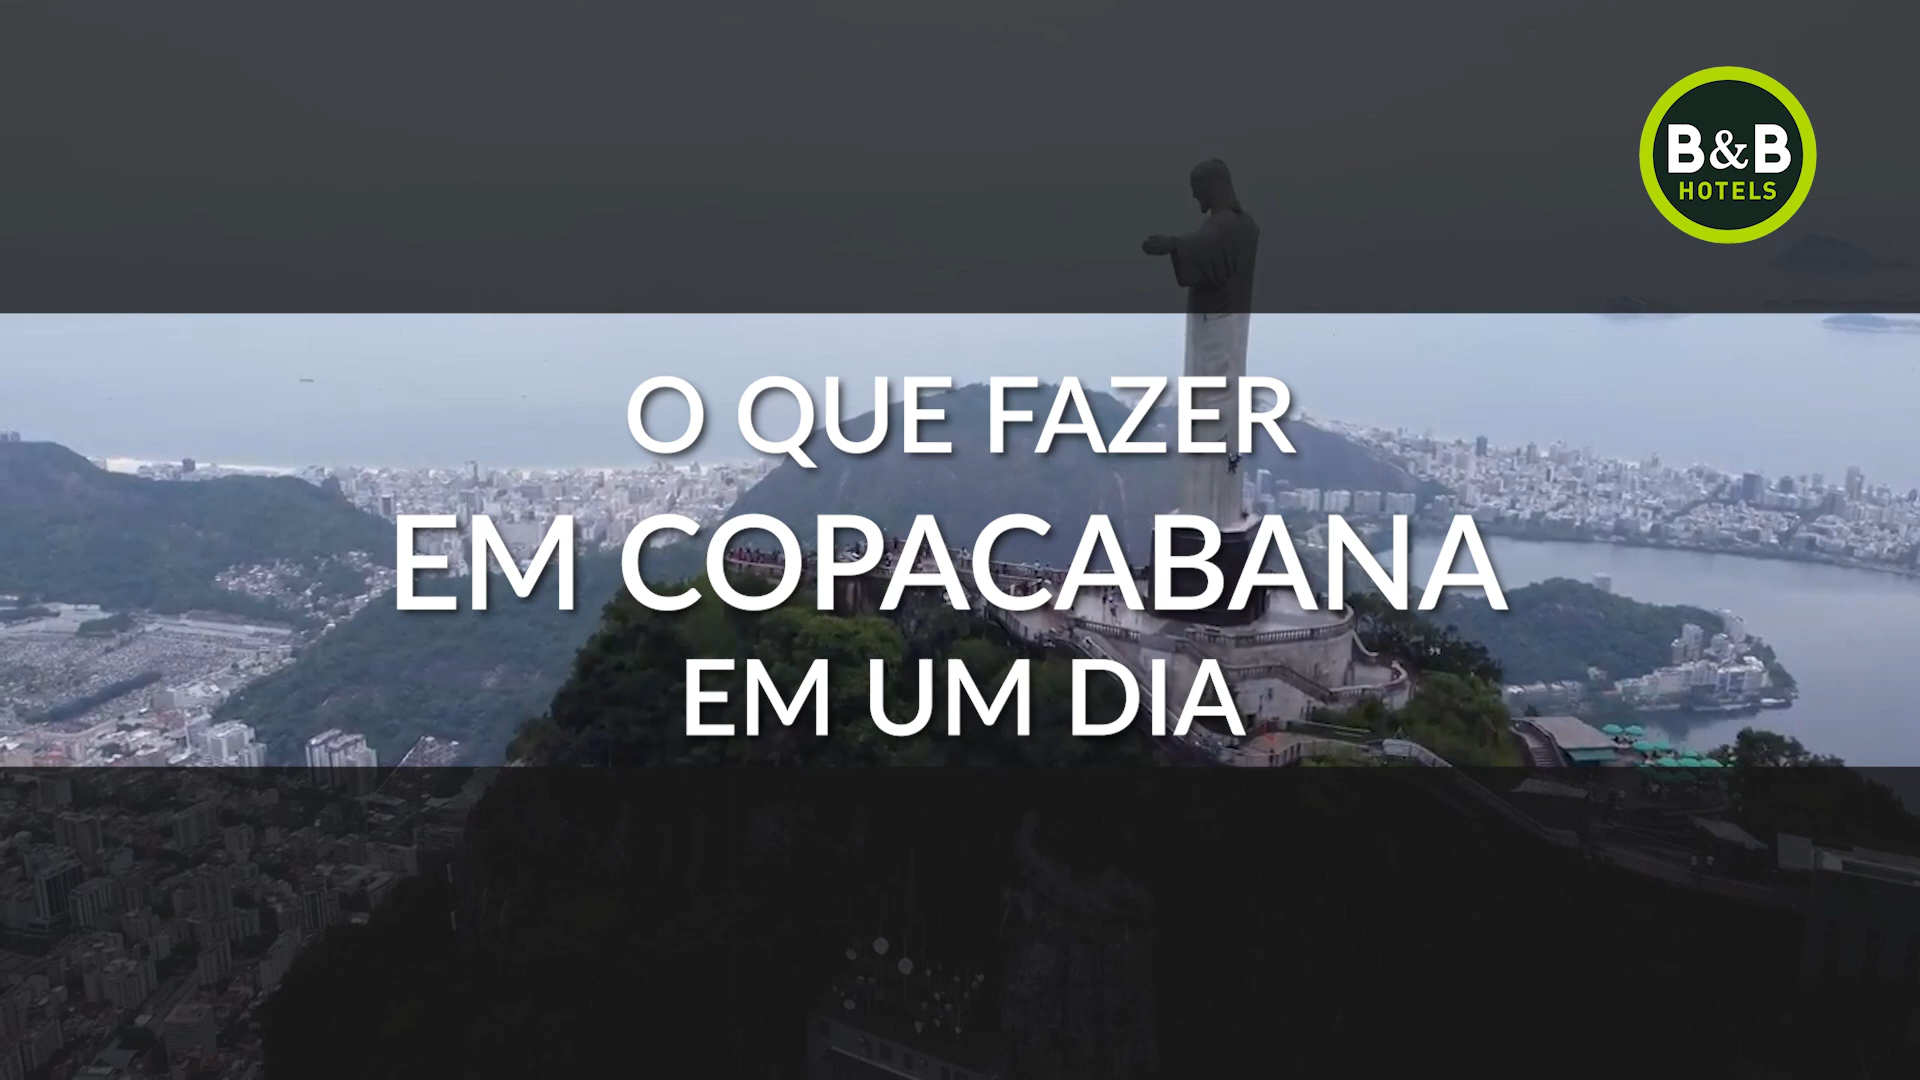 B&B
HOTELS
O QUE FAZER
EM COPACABANA
EM UM DIA